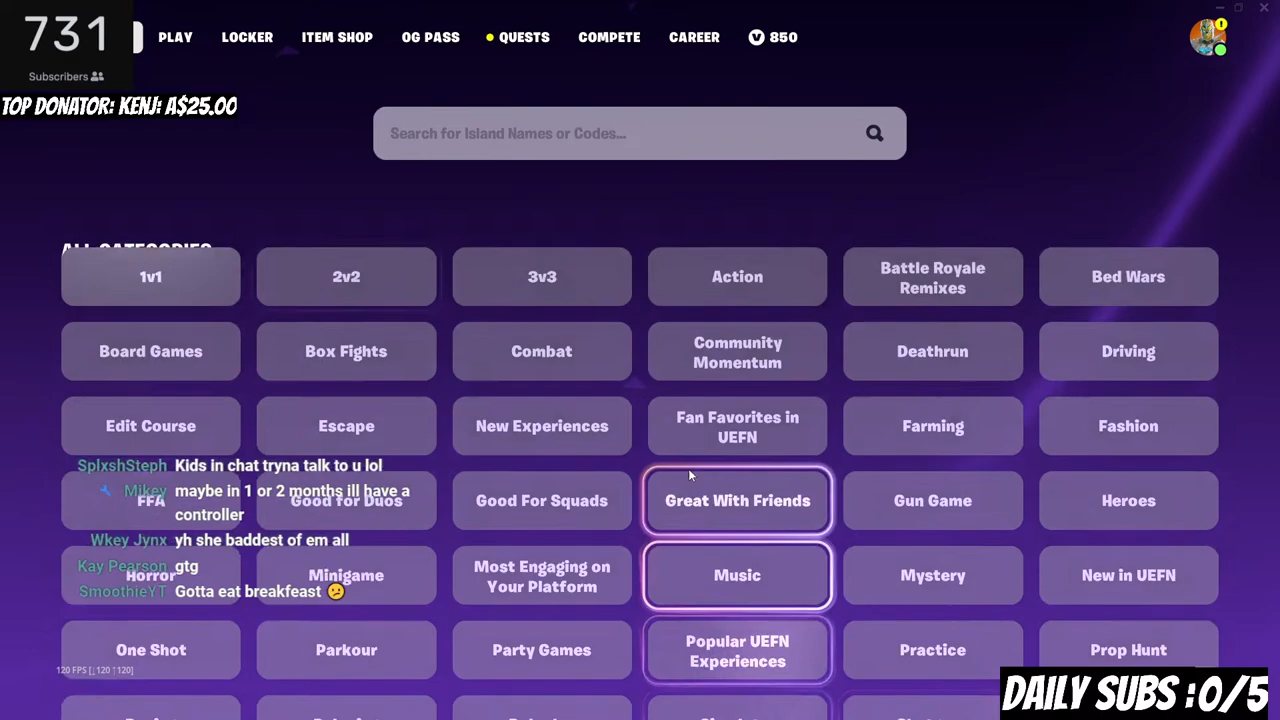 731
Subscribers
TOP DONATOR: KENJ: A$25.00
PLAY LOCKER ITEM SHOP OG PASS QUESTS COMPETE CAREER V 850
Search for Island Names or Codes...
ALL CATEGORIES
1v1 2v2 3v3 Action Battle Royale Remixes Bed Wars
Board Games Box Fights Combat Community Momentum Deathrun Driving
Edit Course Escape New Experiences Fan Favorites in UEFN Farming Fashion
FFA Good for Duos Good For Squads Great With Friends Gun Game Heroes
Horror Minigame Most Engaging on Your Platform Music Mystery New in UEFN
One Shot Parkour Party Games Popular UEFN Experiences Practice Prop Hunt
SplxshSteph Kids in chat tryna talk to u lol
Mikey maybe in 1 or 2 months ill have a
controller
Wkey Jynx yh she baddest of em all
Kay Pearson gtg
SmoothieYT Gotta eat breakfeast
120 FPS [↓120 ↑120]
DAILY SUBS :0/5